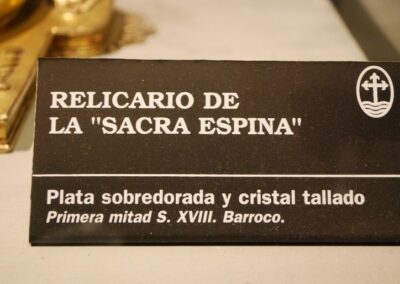 RELICARIO DE
LA "SACRA ESPINA"
Plata sobredorada y cristal tallado
Primera mitad S. XVIII. Barroco.